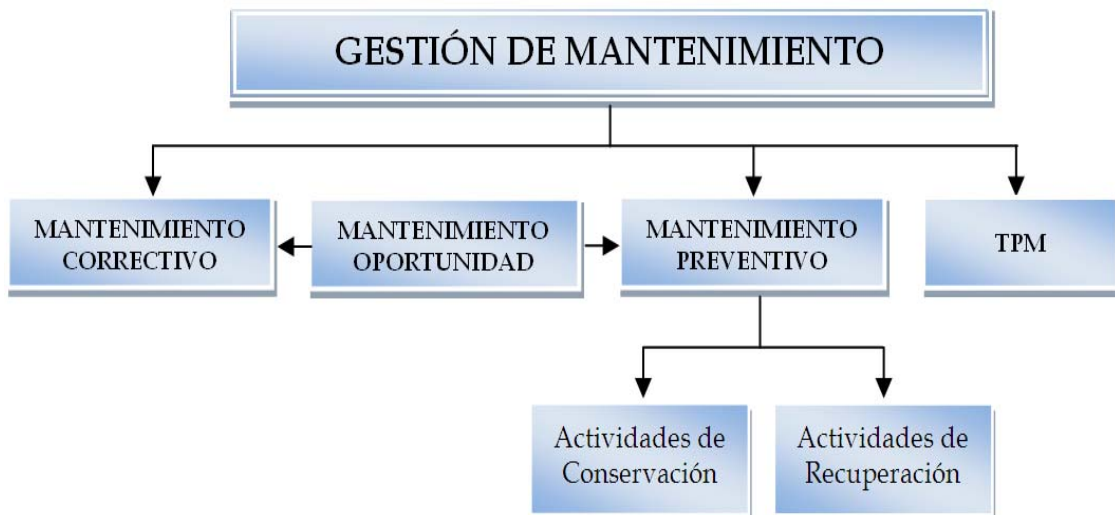 GESTIÓN DE MANTENIMIENTO
MANTENIMIENTO
CORRECTIVO
MANTENIMIENTO
OPORTUNIDAD
MANTENIMIENTO
PREVENTIVO
TPM
Actividades de
Conservación
Actividades de
Recuperación